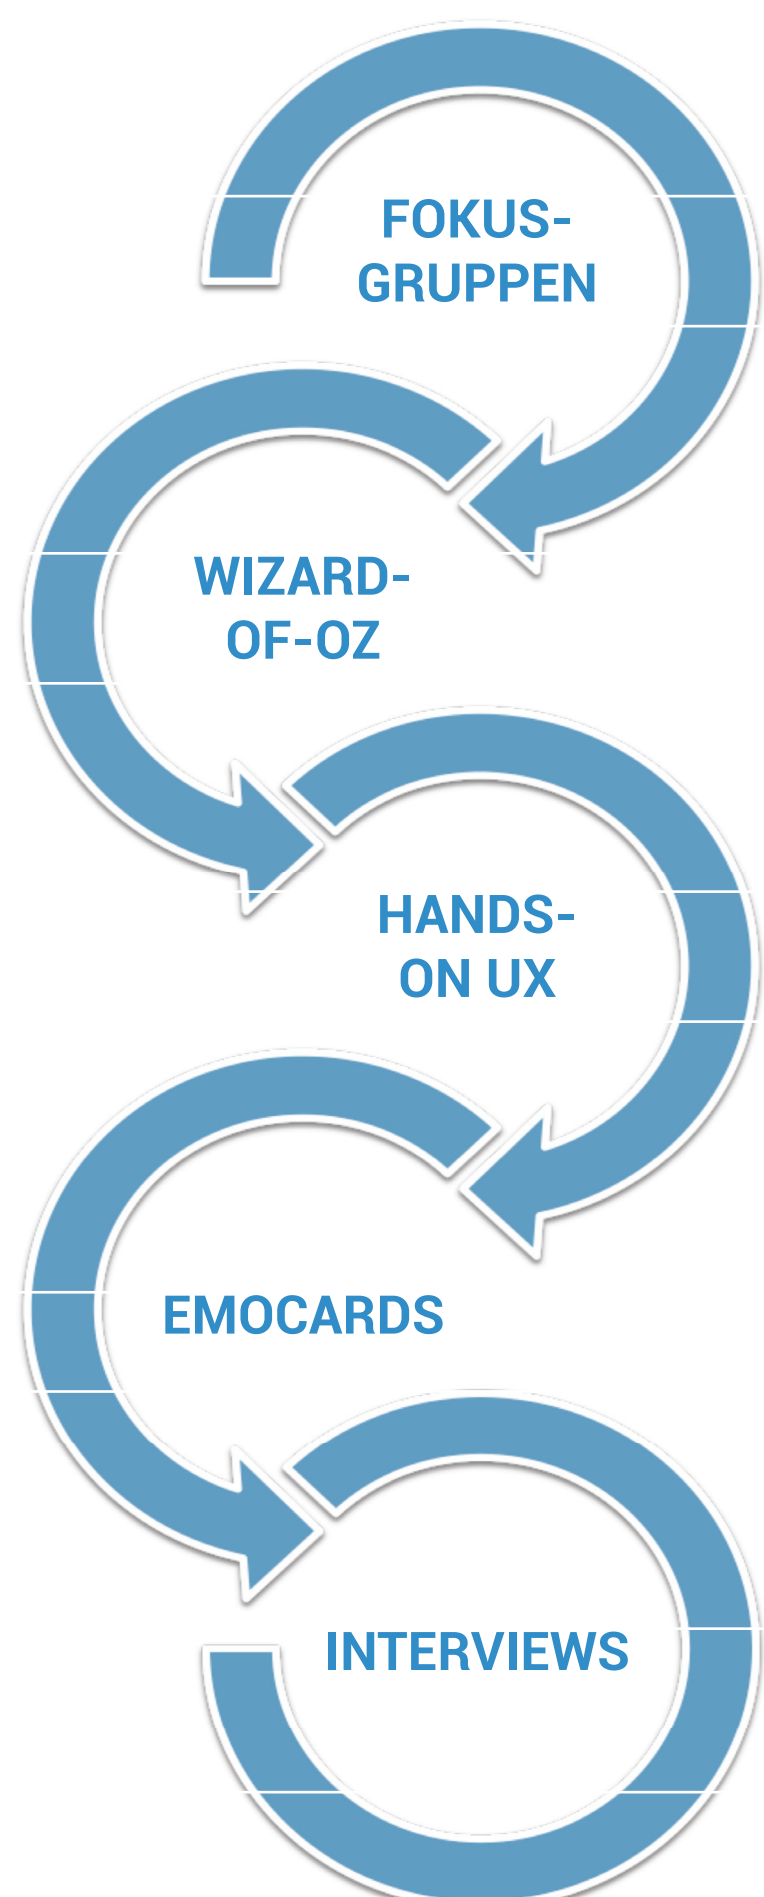 FOKUS-
GRUPPEN
WIZARD-
OF-OZ
HANDS-
ON UX
EMOCARDS
INTERVIEWS